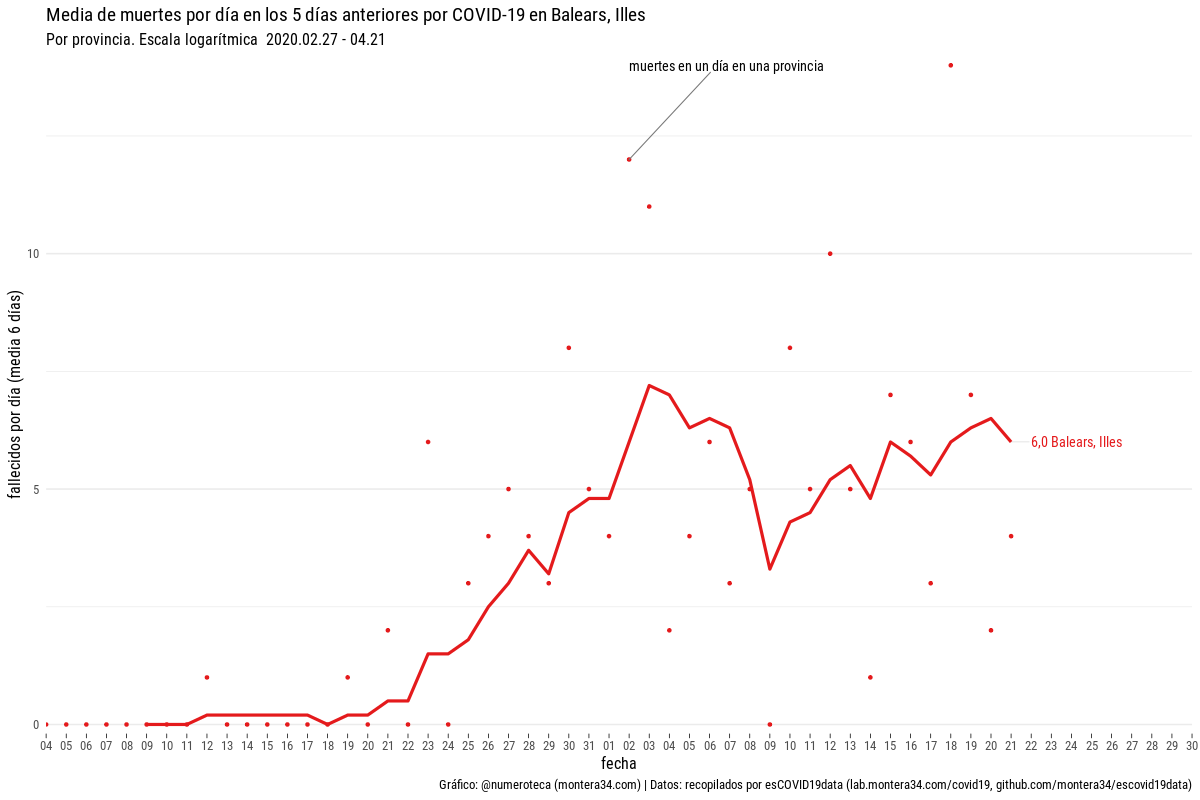 Media de muertes por día en los 5 días anteriores por COVID-19 en Balears, Illes
Por provincia. Escala logarítmica  2020.02.27 - 04.21
muertes en un día en una provincia
10
5
0
fallecidos por día (media 6 días)
6,0 Balears, Illes
04 05 06 07 08 09 10 11 12 13 14 15 16 17 18 19 20 21 22 23 24 25 26 27 28 29 30 31 01 02 03 04 05 06 07 08 09 10 11 12 13 14 15 16 17 18 19 20 21 22 23 24 25 26 27 28 29 30
fecha
Gráfico: @numeroteca (montera34.com) | Datos: recopilados por esCOVID19data (lab.montera34.com/covid19, github.com/montera34/escovid19data)